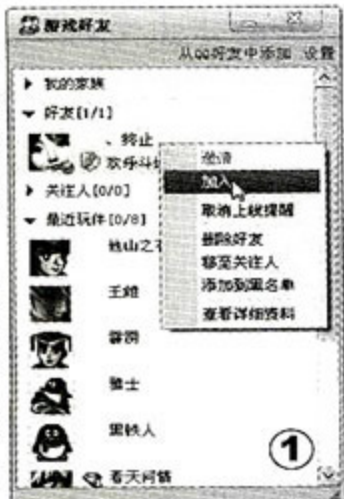 游戏好友
从QQ好友中添加 设置
我的家族
好友[1/1]
、终止
欢乐斗
关注人[0/0]
最近玩伴[0/8]
他山之
王雄
霹雳
骑士
黑铁人
看天问情
邀请
加入
取消上线提醒
删除好友
移至关注人
添加到黑名单
查看详细资料
①